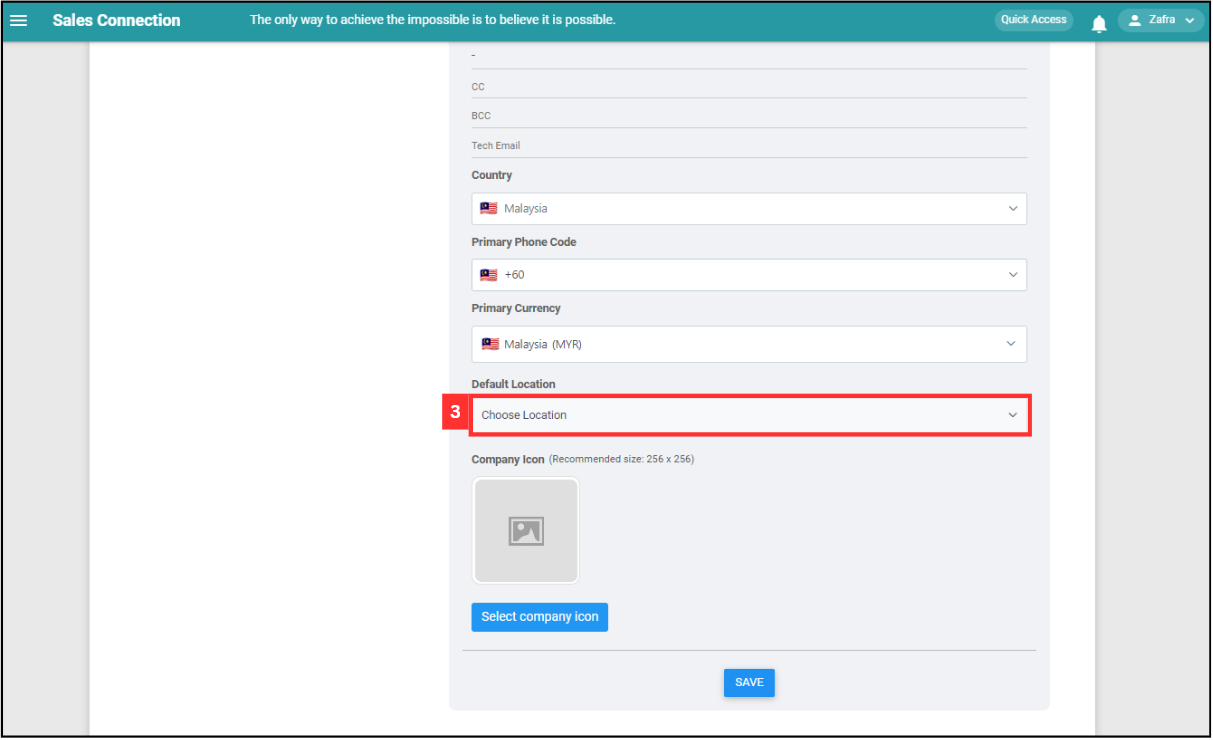 Sales Connection The only way to achieve the impossible is to believe it is possible. Quick Access Zafra
-
CC
BCC
Tech Email
Country
Malaysia
Primary Phone Code
+60
Primary Currency
Malaysia (MYR)
Default Location
3 Choose Location
Company Icon (Recommended size: 256 x 256)
Select company icon
SAVE